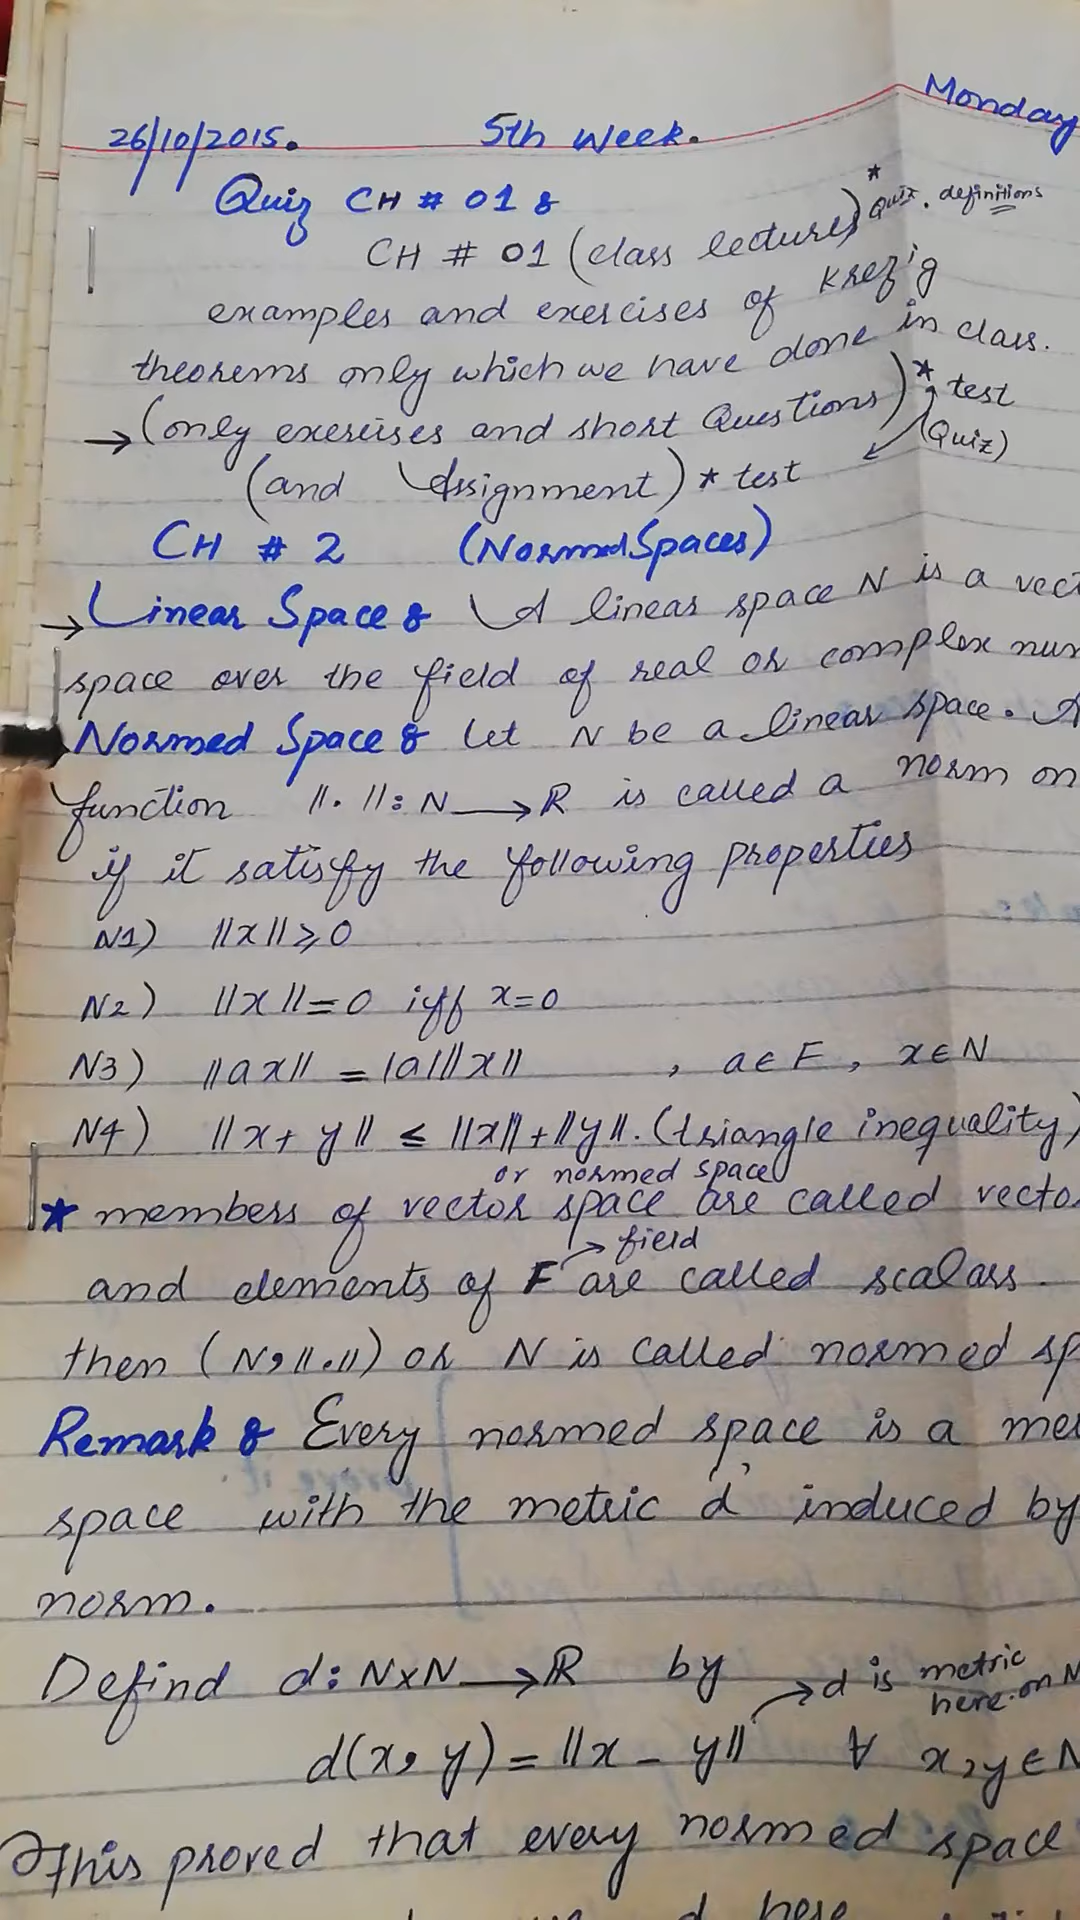 Monday
26/10/2015. 5th Week.
Quiz CH # 01 :
* Quiz. definitions
CH # 01 (class lectures)
examples and exercises of Krezig
theorems only which we have done in class.
→ (only exercises and short Questions) * test
(Quiz)
(and Assignment) * test
CH # 2 (Normed Spaces)
→ Linear Space : A linear space N is a vect
space over the field of real or complex num
Normed Space : Let N be a linear space. A
function ||.|| : N → R is called a norm on
if it satisfy the following properties
N1) ||x|| ≥ 0
N2) ||x|| = 0 iff x=0
N3) ||ax|| = |a| ||x|| , a ∈ F , x ∈ N
N4) ||x+y|| ≤ ||x|| + ||y||. (triangle inequality)
or normed space
* members of vector space are called vector
→ field
and elements of F are called scalars.
then (N, ||.||) or N is called normed sp
Remark : Every normed space is a me
space with the metric 'd' induced by
norm.
Defind d : N×N → R by
→ d is metric here on N
d(x, y) = ||x - y|| ∀ x, y ∈ N
This proved that every normed space
here